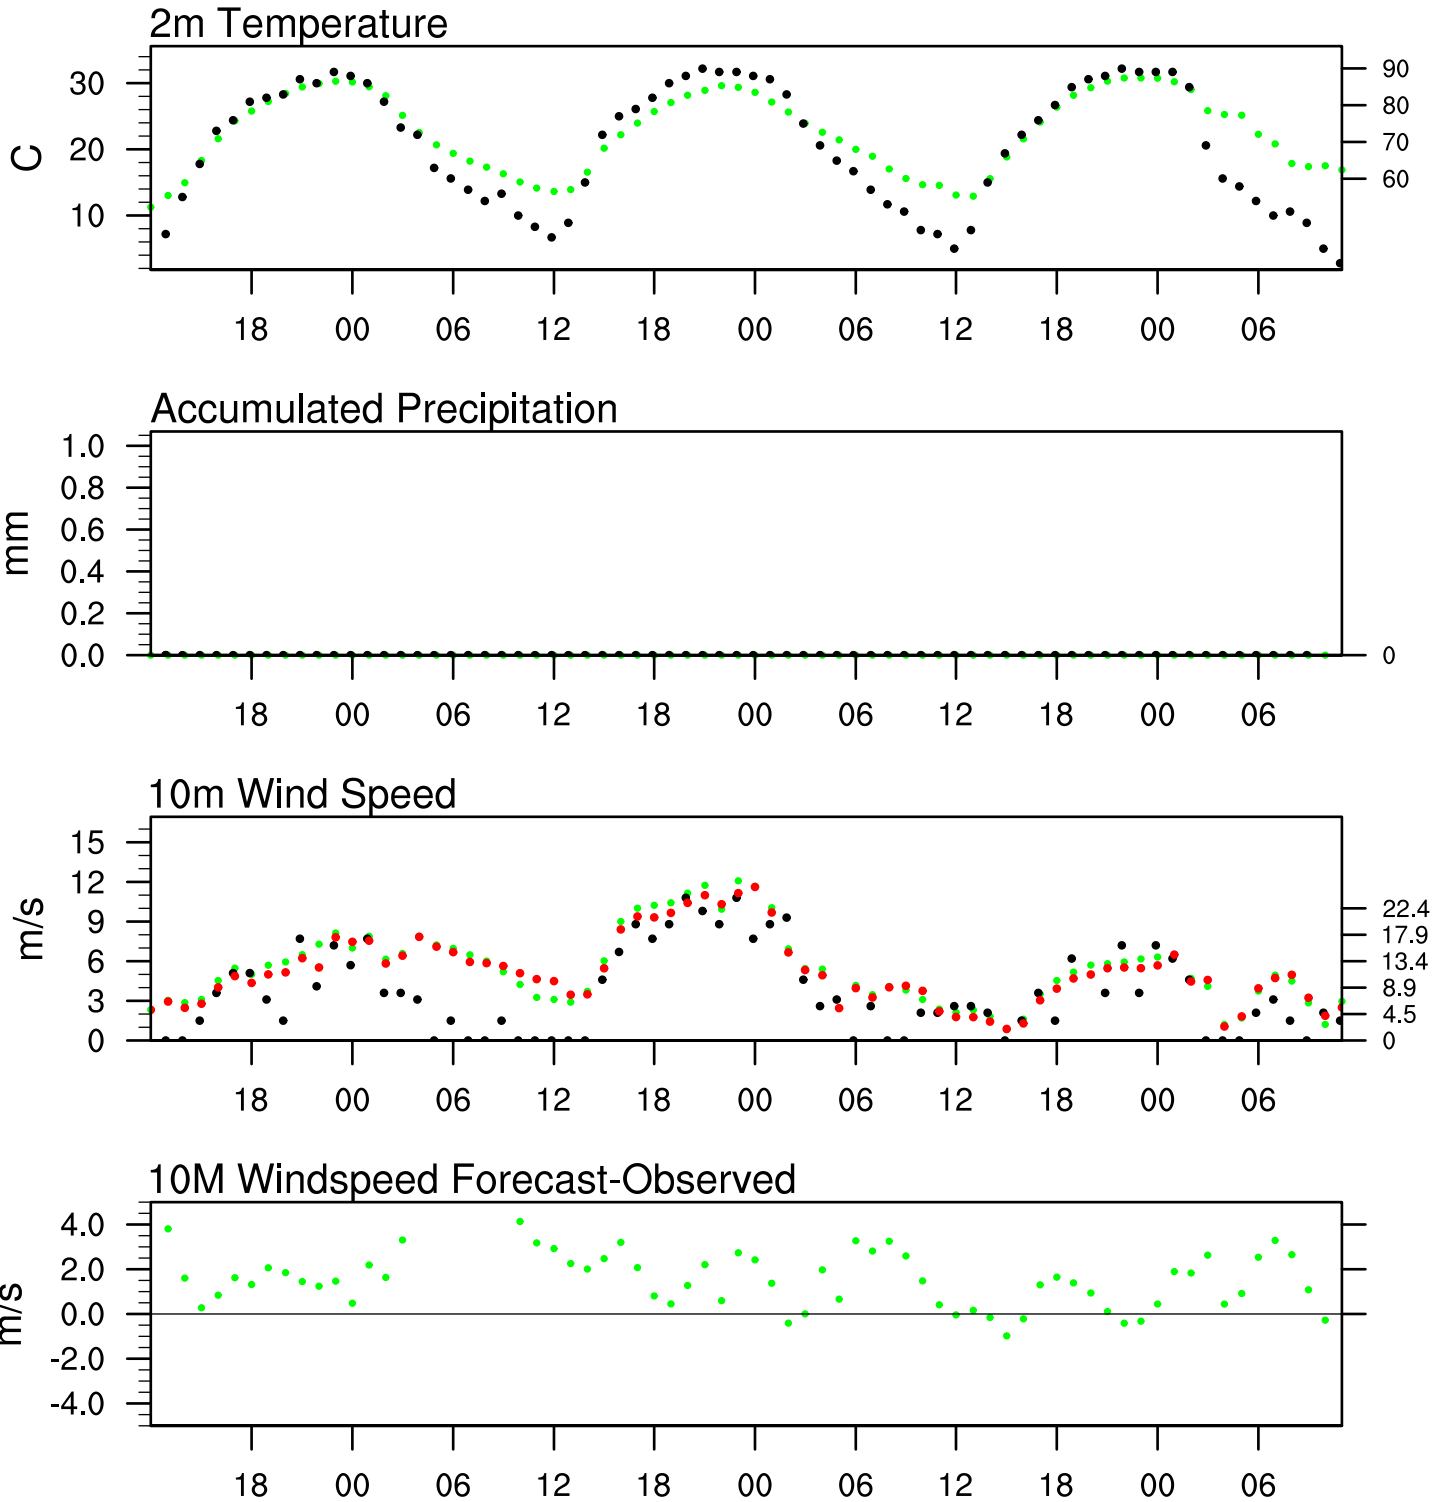 2m Temperature
30
20
10
C
90
80
70
60
18 00 06 12 18 00 06 12 18 00 06
Accumulated Precipitation
1.0
0.8
0.6
0.4
0.2
0.0
mm
0
18 00 06 12 18 00 06 12 18 00 06
10m Wind Speed
15
12
9
6
3
0
m/s
22.4
17.9
13.4
8.9
4.5
0
18 00 06 12 18 00 06 12 18 00 06
10M Windspeed Forecast-Observed
4.0
2.0
0.0
-2.0
-4.0
m/s
18 00 06 12 18 00 06 12 18 00 06